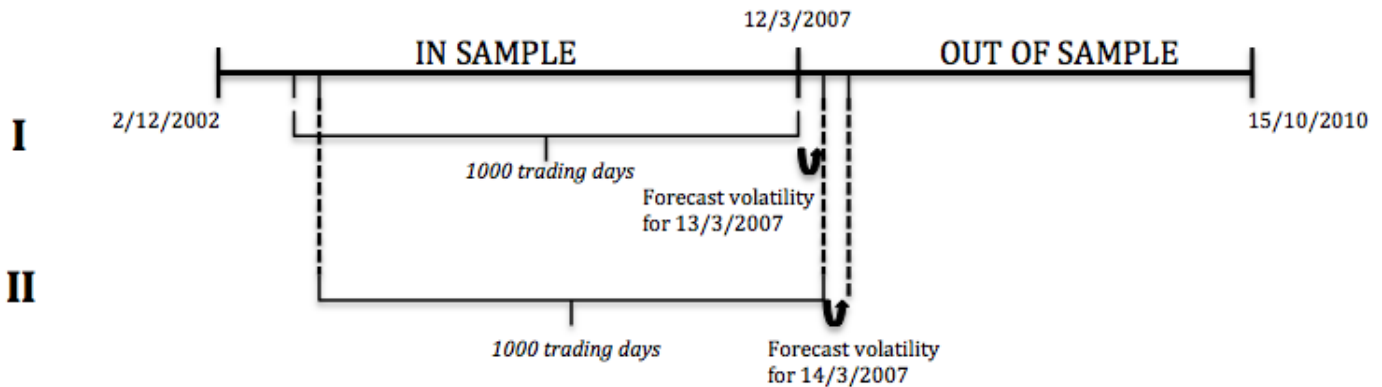 12/3/2007
IN SAMPLE
OUT OF SAMPLE
2/12/2002
15/10/2010
I
1000 trading days
Forecast volatility
for 13/3/2007
II
1000 trading days
Forecast volatility
for 14/3/2007